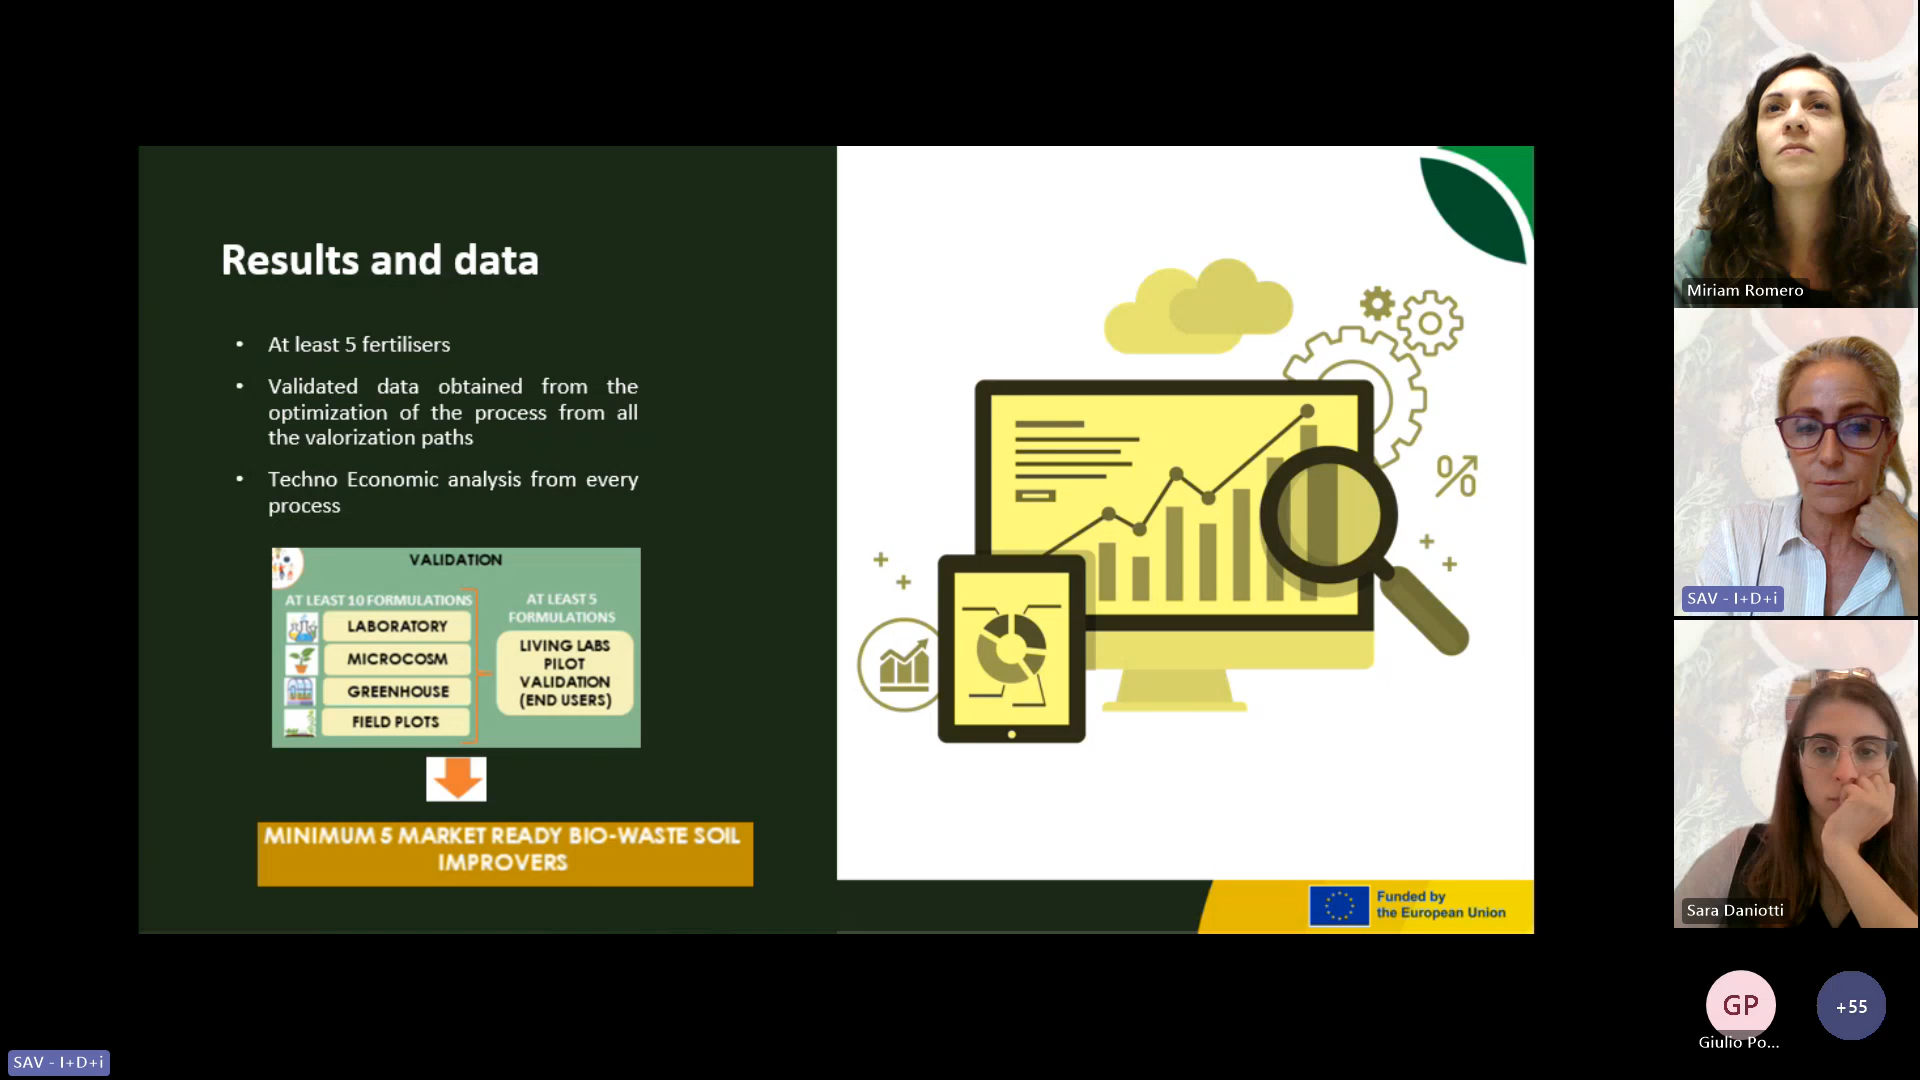 Results and data
• At least 5 fertilisers
• Validated data obtained from the
optimization of the process from all
the valorization paths
• Techno Economic analysis from every
process
VALIDATION
AT LEAST 10 FORMULATIONS
LABORATORY
MICROCOSM
GREENHOUSE
FIELD PLOTS
AT LEAST 5
FORMULATIONS
LIVING LABS
PILOT
VALIDATION
(END USERS)
MINIMUM 5 MARKET READY BIO-WASTE SOIL
IMPROVERS
%
Funded by
the European Union
Miriam Romero
SAV - I+D+i
Sara Daniotti
GP
Giulio Po...
+55
SAV - I+D+i